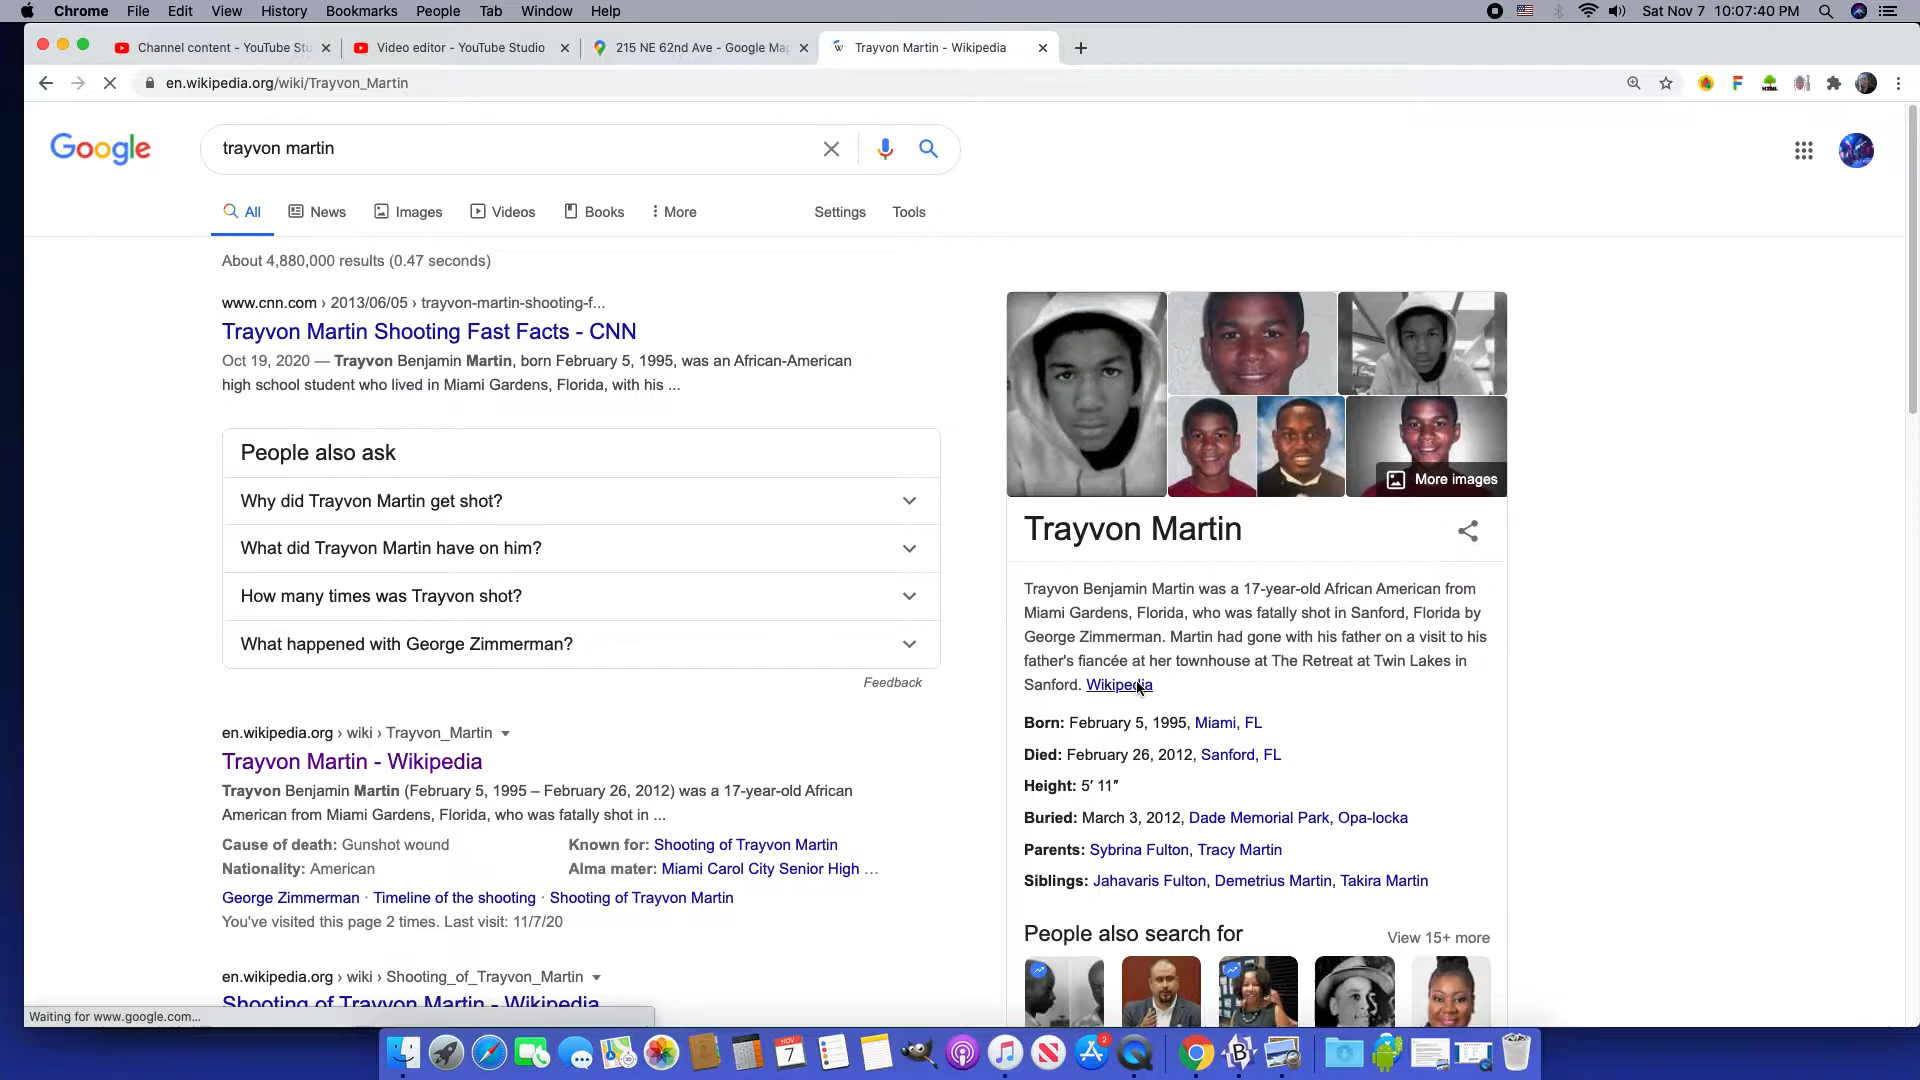 Chrome File Edit View History Bookmarks People Tab Window Help
Sat Nov 7 10:07:40 PM
Channel content - YouTube Stu
Video editor - YouTube Studio
215 NE 62nd Ave - Google Ma
Trayvon Martin - Wikipedia
en.wikipedia.org/wiki/Trayvon_Martin
Google
trayvon martin
All News Images Videos Books More Settings Tools
About 4,880,000 results (0.47 seconds)
www.cnn.com › 2013/06/05 › trayvon-martin-shooting-f...
Trayvon Martin Shooting Fast Facts - CNN
Oct 19, 2020 — Trayvon Benjamin Martin, born February 5, 1995, was an African-American
high school student who lived in Miami Gardens, Florida, with his ...
People also ask
Why did Trayvon Martin get shot?
What did Trayvon Martin have on him?
How many times was Trayvon shot?
What happened with George Zimmerman?
Feedback
en.wikipedia.org › wiki › Trayvon_Martin
Trayvon Martin - Wikipedia
Trayvon Benjamin Martin (February 5, 1995 – February 26, 2012) was a 17-year-old African
American from Miami Gardens, Florida, who was fatally shot in ...
Cause of death: Gunshot wound
Known for: Shooting of Trayvon Martin
Nationality: American
Alma mater: Miami Carol City Senior High ...
George Zimmerman · Timeline of the shooting · Shooting of Trayvon Martin
You've visited this page 2 times. Last visit: 11/7/20
en.wikipedia.org › wiki › Shooting_of_Trayvon_Martin
Shooting of Trayvon Martin - Wikipedia
Waiting for www.google.com...
More images
Trayvon Martin
Trayvon Benjamin Martin was a 17-year-old African American from
Miami Gardens, Florida, who was fatally shot in Sanford, Florida by
George Zimmerman. Martin had gone with his father on a visit to his
father's fiancée at her townhouse at The Retreat at Twin Lakes in
Sanford. Wikipedia
Born: February 5, 1995, Miami, FL
Died: February 26, 2012, Sanford, FL
Height: 5′ 11″
Buried: March 3, 2012, Dade Memorial Park, Opa-locka
Parents: Sybrina Fulton, Tracy Martin
Siblings: Jahavaris Fulton, Demetrius Martin, Takira Martin
People also search for
View 15+ more
NOV
7
2